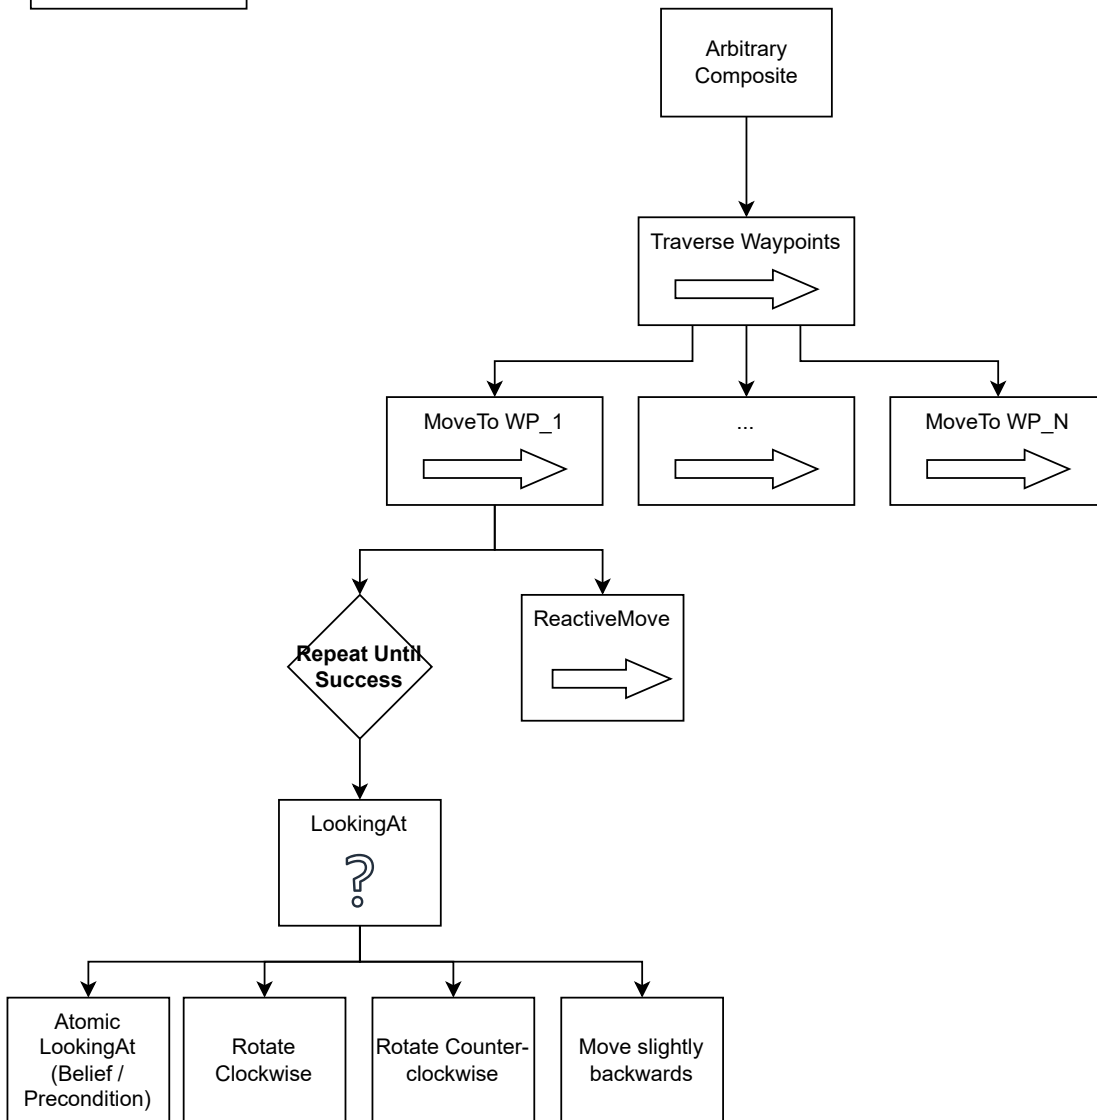 Arbitrary
Composite
Traverse Waypoints
MoveTo WP_1
...
MoveTo WP_N
Repeat Until
Success
ReactiveMove
LookingAt
?
Atomic
LookingAt
(Belief /
Precondition)
Rotate
Clockwise
Rotate Counter-
clockwise
Move slightly
backwards